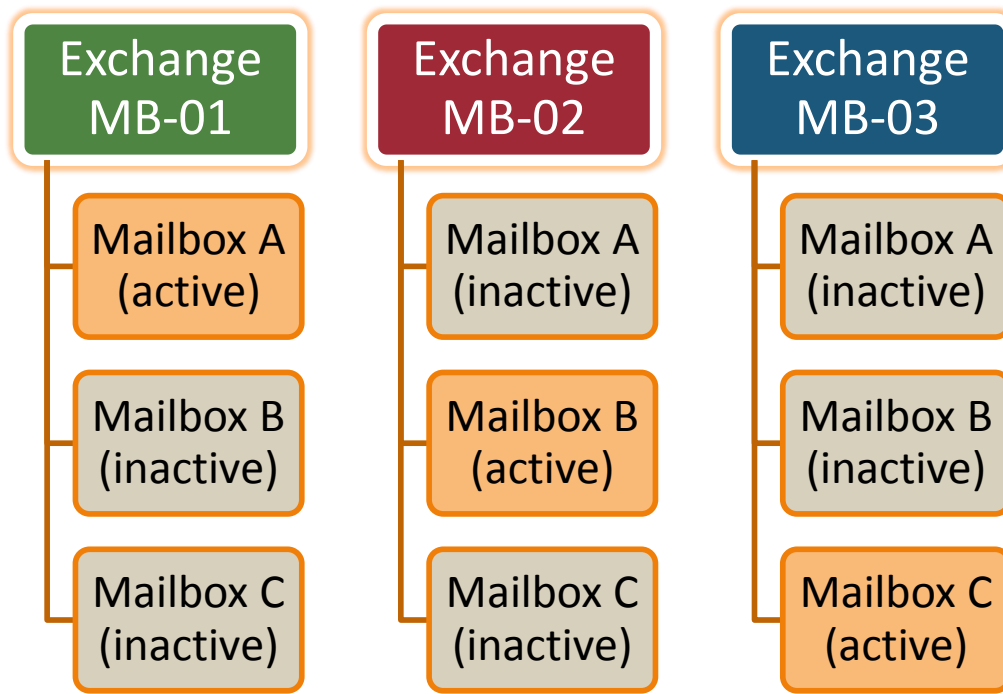 Exchange
MB-01
Mailbox A
(active)
Mailbox B
(inactive)
Mailbox C
(inactive)
Exchange
MB-02
Mailbox A
(inactive)
Mailbox B
(active)
Mailbox C
(inactive)
Exchange
MB-03
Mailbox A
(inactive)
Mailbox B
(inactive)
Mailbox C
(active)